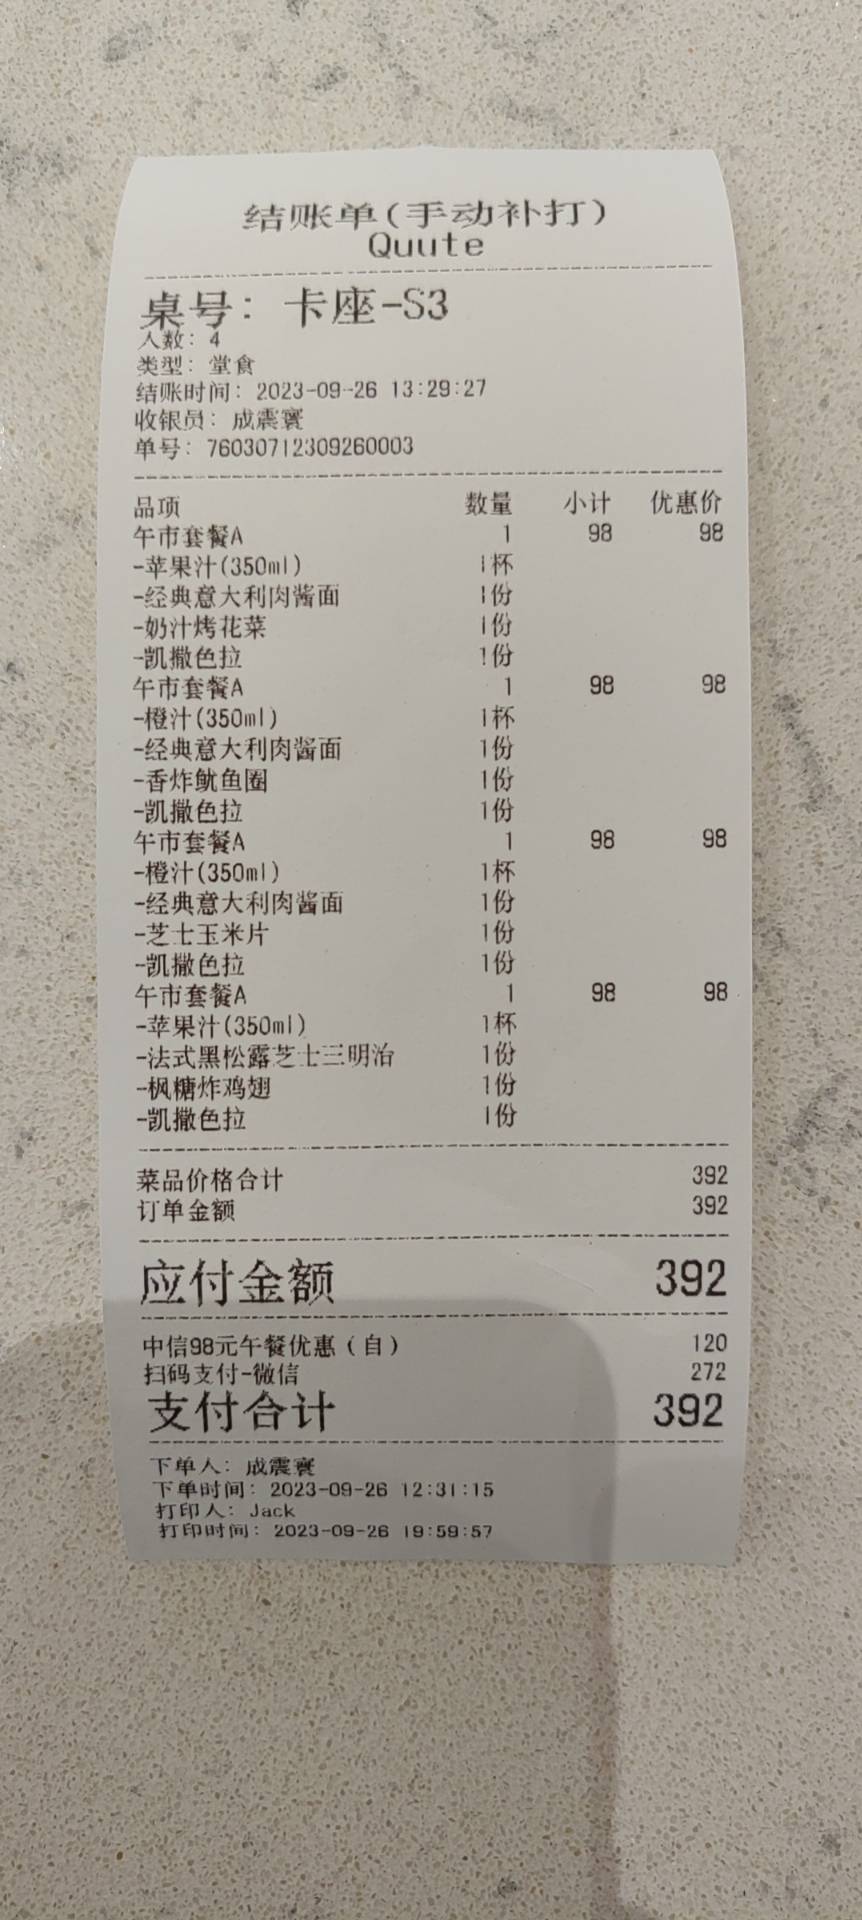 结账单(手动补打)
Quute
桌号: 卡座-S3
人数: 4
类型: 堂食
结账时间: 2023-09-26 13:29:27
收银员: 成震寰
单号: 76030712309260003
品项 数量 小计 优惠价
午市套餐A 1 98 98
-苹果汁(350ml) 1杯
-经典意大利肉酱面 1份
-奶汁烤花菜 1份
-凯撒色拉 1份
午市套餐A 1 98 98
-橙汁(350ml) 1杯
-经典意大利肉酱面 1份
-香炸鱿鱼圈 1份
-凯撒色拉 1份
午市套餐A 1 98 98
-橙汁(350ml) 1杯
-经典意大利肉酱面 1份
-芝士玉米片 1份
-凯撒色拉 1份
午市套餐A 1 98 98
-苹果汁(350ml) 1杯
-法式黑松露芝士三明治 1份
-枫糖炸鸡翅 1份
-凯撒色拉 1份
菜品价格合计 392
订单金额 392
应付金额 392
中信98元午餐优惠(自) 120
扫码支付-微信 272
支付合计 392
下单人: 成震寰
下单时间: 2023-09-26 12:31:15
打印人: Jack
打印时间: 2023-09-26 19:59:57